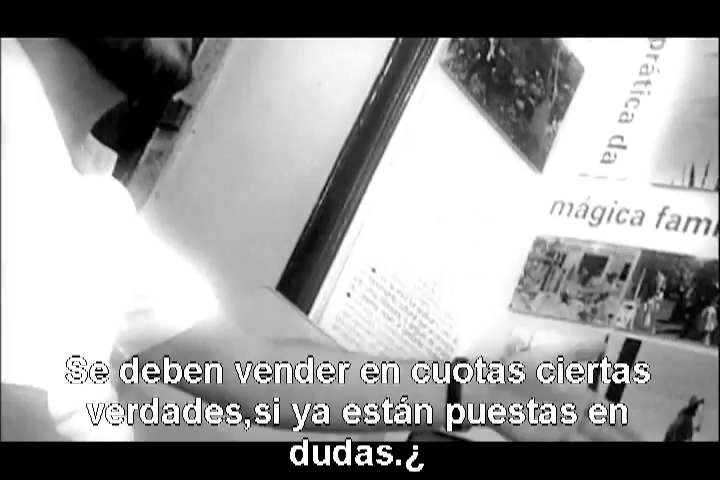 prática da
mágica fam
Se deben vender en cuotas ciertas
verdades,si ya están puestas en
dudas.¿